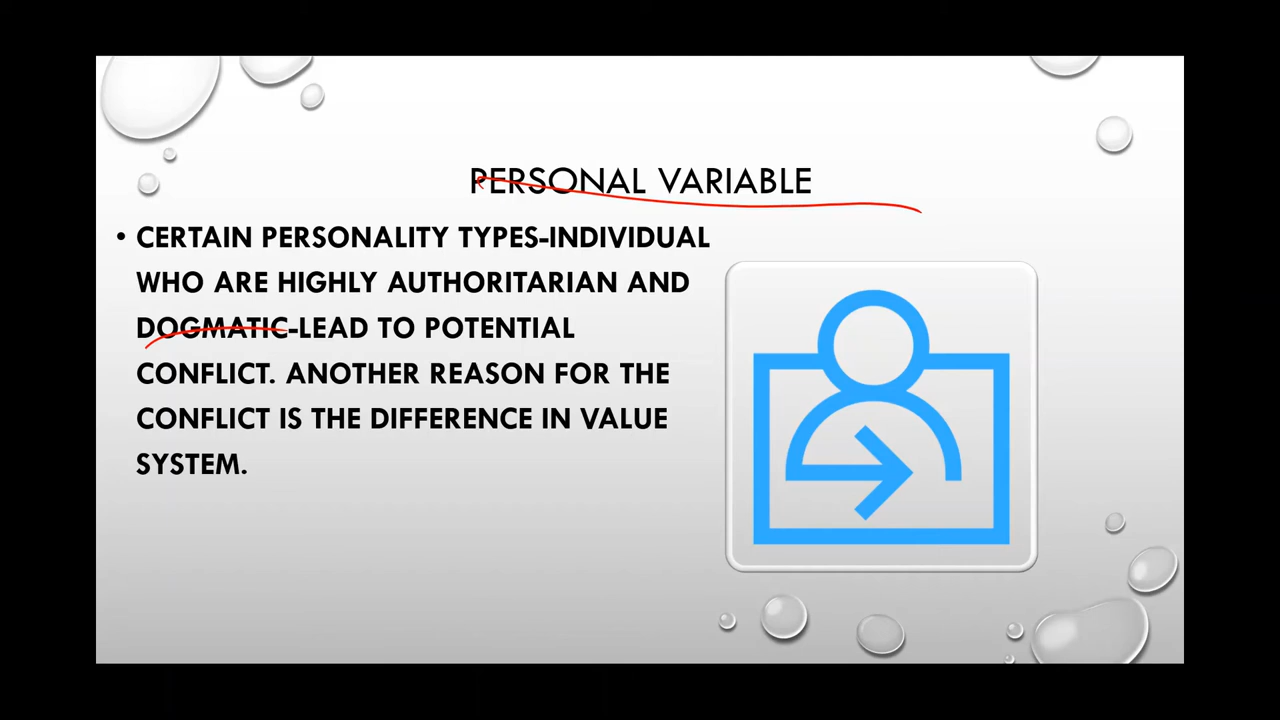 PERSONAL VARIABLE
• CERTAIN PERSONALITY TYPES-INDIVIDUAL
WHO ARE HIGHLY AUTHORITARIAN AND
DOGMATIC-LEAD TO POTENTIAL
CONFLICT. ANOTHER REASON FOR THE
CONFLICT IS THE DIFFERENCE IN VALUE
SYSTEM.